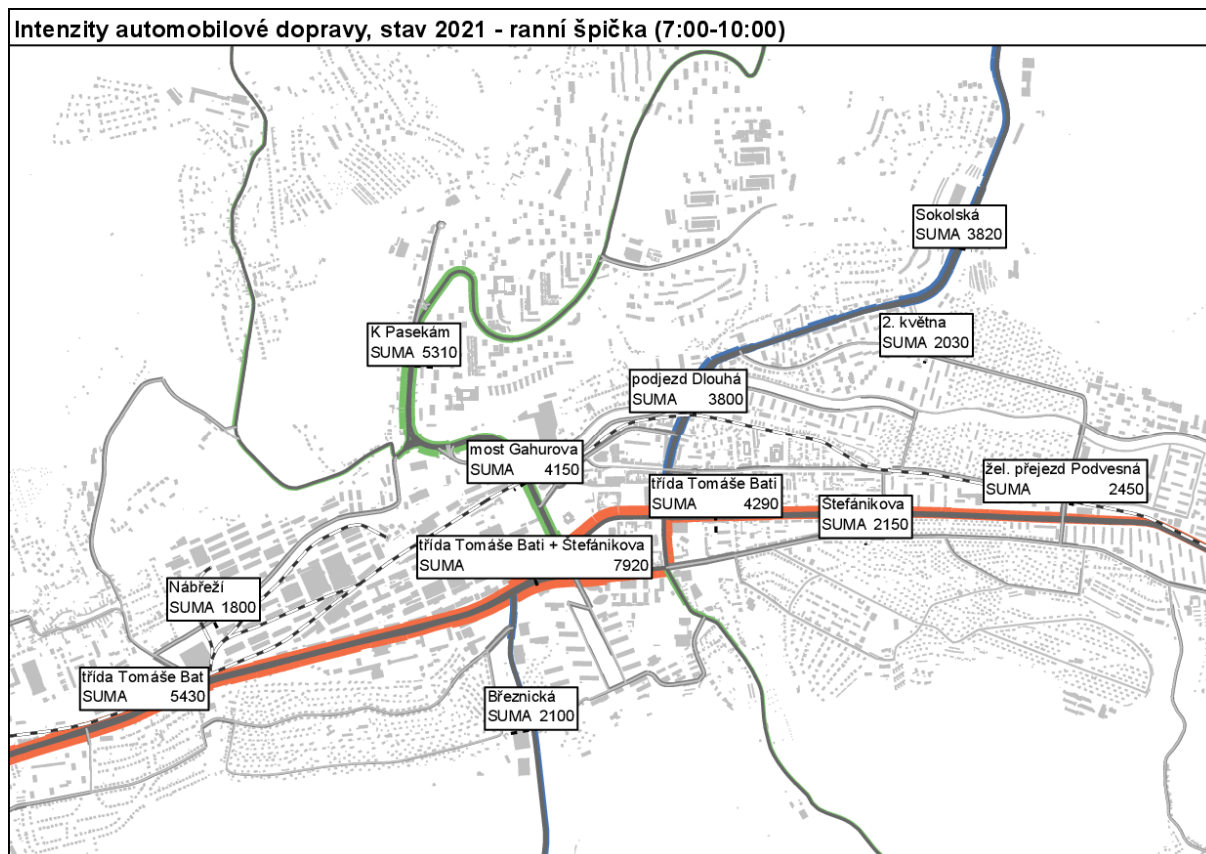 Intenzity automobilové dopravy, stav 2021 - ranní špička (7:00-10:00)
Sokolská
SUMA 3820
2. května
SUMA 2030
K Pasekám
SUMA 5310
podjezd Dlouhá
SUMA 3800
most Gahurova
SUMA 4150
žel. přejezd Podvesná
SUMA 2450
třída Tomáše Bati
SUMA 4290
Štefánikova
SUMA 2150
třída Tomáše Bati + Štefánikova
SUMA 7920
Nábřeží
SUMA 1800
třída Tomáše Bat
SUMA 5430
Březnická
SUMA 2100